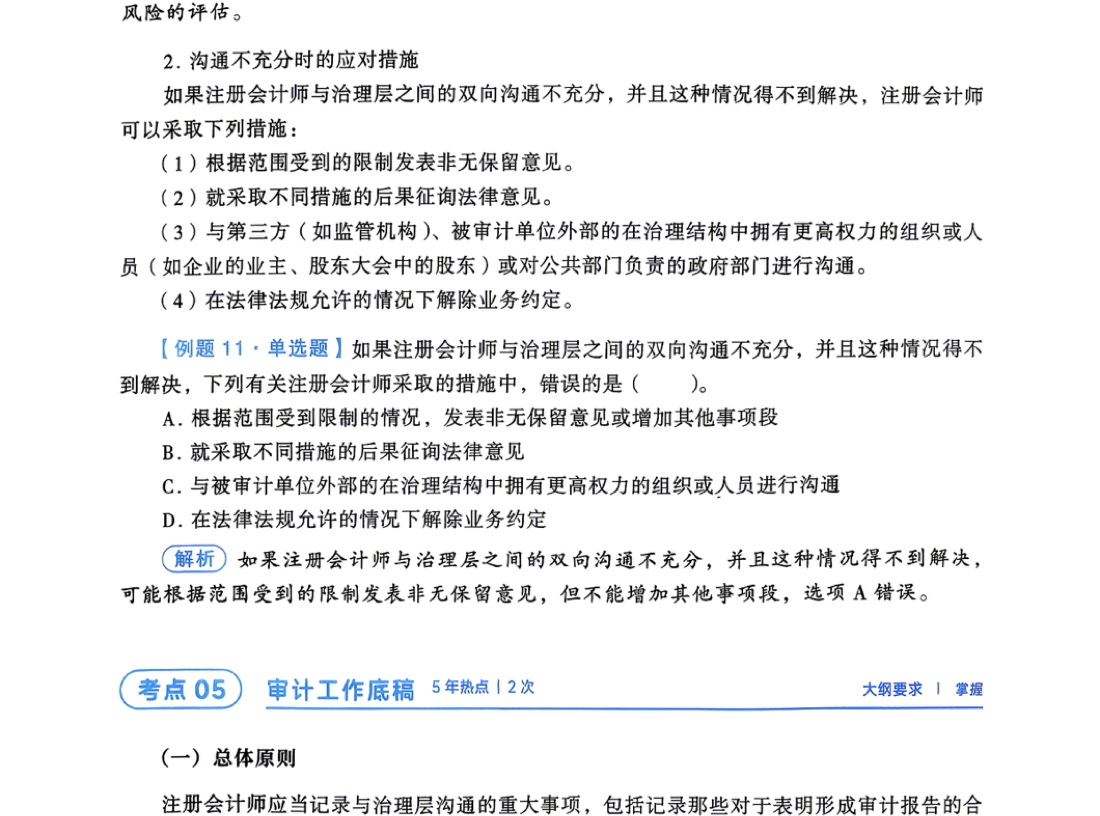 风险的评估。
2. 沟通不充分时的应对措施
如果注册会计师与治理层之间的双向沟通不充分，并且这种情况得不到解决，注册会计师
可以采取下列措施：
（1）根据范围受到的限制发表非无保留意见。
（2）就采取不同措施的后果征询法律意见。
（3）与第三方（如监管机构）、被审计单位外部的在治理结构中拥有更高权力的组织或人
员（如企业的业主、股东大会中的股东）或对公共部门负责的政府部门进行沟通。
（4）在法律法规允许的情况下解除业务约定。
【例题 11·单选题】如果注册会计师与治理层之间的双向沟通不充分，并且这种情况得不
到解决，下列有关注册会计师采取的措施中，错误的是（　　）。
A. 根据范围受到限制的情况，发表非无保留意见或增加其他事项段
B. 就采取不同措施的后果征询法律意见
C. 与被审计单位外部的在治理结构中拥有更高权力的组织或人员进行沟通
D. 在法律法规允许的情况下解除业务约定
解析 如果注册会计师与治理层之间的双向沟通不充分，并且这种情况得不到解决，
可能根据范围受到的限制发表非无保留意见，但不能增加其他事项段，选项 A 错误。
考点 05 审计工作底稿 5 年热点 | 2 次 大纲要求 | 掌握
（一）总体原则
注册会计师应当记录与治理层沟通的重大事项，包括记录那些对于表明形成审计报告的合